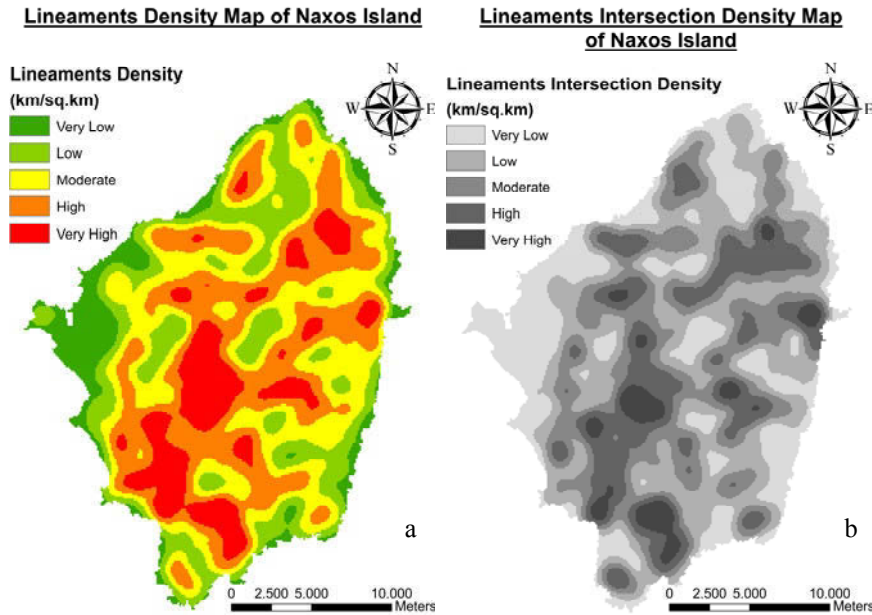 Lineaments Density Map of Naxos Island
Lineaments Density
(km/sq.km)
Very Low
Low
Moderate
High
Very High
N
W E
S
a
0 2.500 5.000 10.000
Meters
Lineaments Intersection Density Map
of Naxos Island
Lineaments Intersection Density
(km/sq.km)
Very Low
Low
Moderate
High
Very High
N
W E
S
b
0 2.500 5.000 10.000
Meters